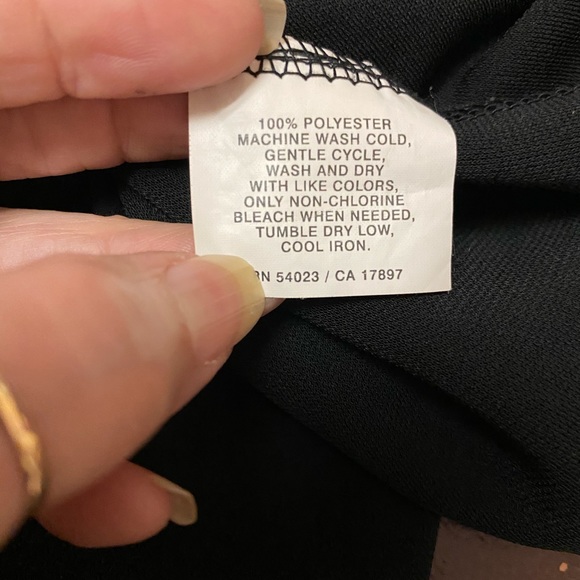 100% POLYESTER
MACHINE WASH COLD,
GENTLE CYCLE,
WASH AND DRY
WITH LIKE COLORS,
ONLY NON-CHLORINE
BLEACH WHEN NEEDED,
TUMBLE DRY LOW,
COOL IRON.
RN 54023 / CA 17897